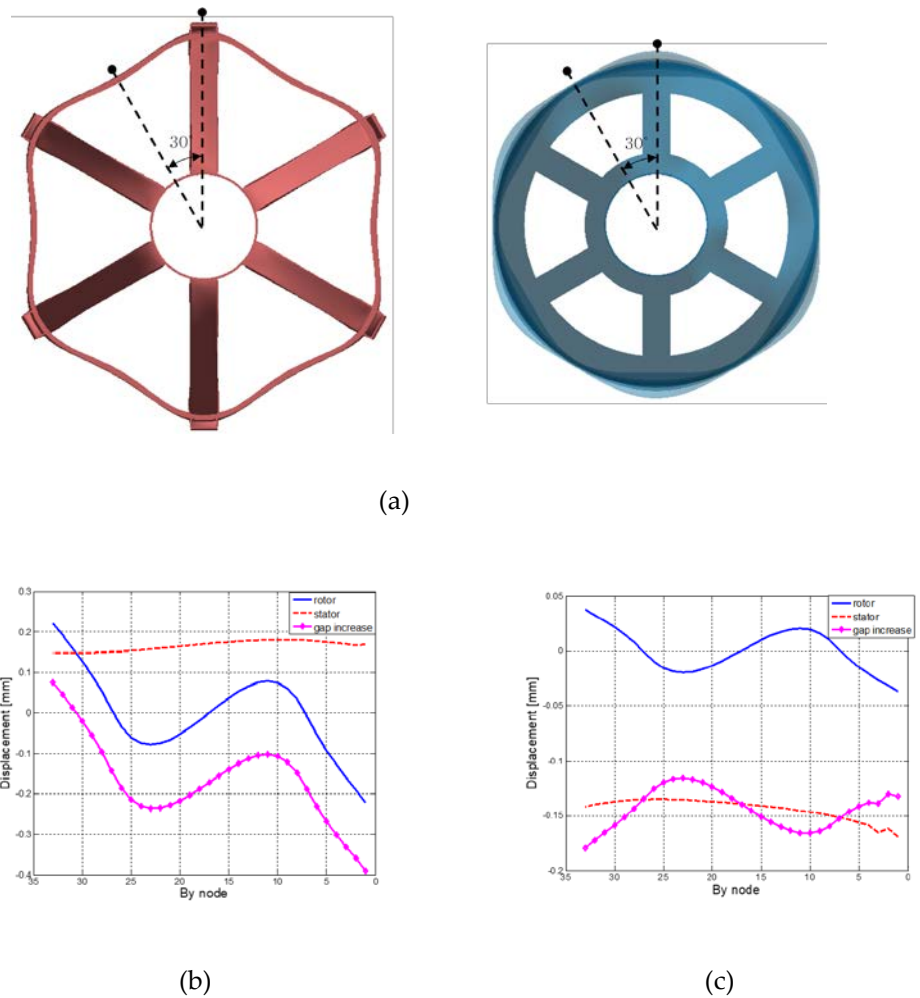 30°
30°
(a)
0.3
0.2
0.1
0
-0.1
-0.2
-0.3
-0.4
35
30
25
20
15
10
5
0
Displacement [mm]
By node
rotor
stator
gap increase
0.05
0
-0.05
-0.1
-0.15
-0.2
35
30
25
20
15
10
5
0
Displacement [mm]
By node
rotor
stator
gap increase
(b)
(c)